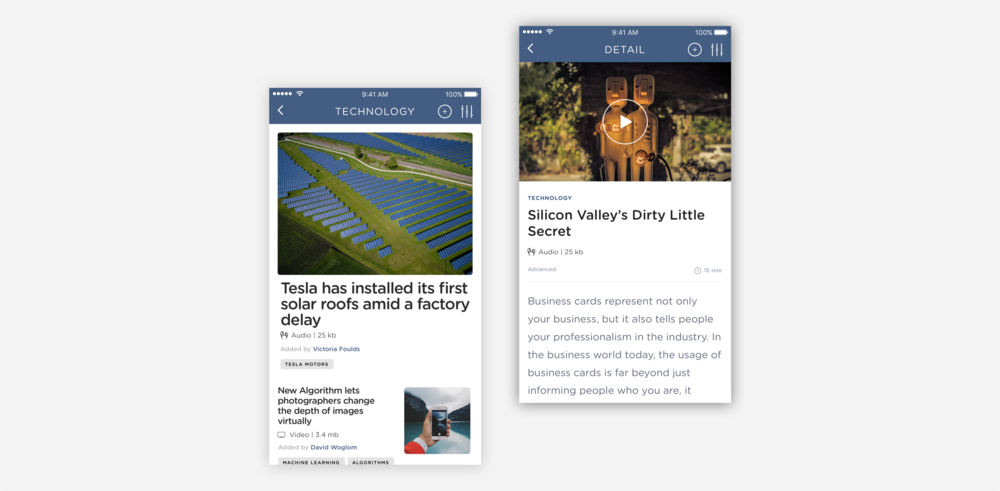 9:41 AM
100%
TECHNOLOGY
Tesla has installed its first
solar roofs amid a factory
delay
Audio | 25 kb
Added by Victoria Foulds
TESLA MOTORS
New Algorithm lets
photographers change
the depth of images
virtually
Video | 3.4 mb
Added by David Woglom
MACHINE LEARNING ALGORITHMS
9:41 AM
100%
DETAIL
TECHNOLOGY
Silicon Valley’s Dirty Little
Secret
Audio | 25 kb
Advanced
15 min
Business cards represent not only
your business, but it also tells people
your professionalism in the industry. In
the business world today, the usage of
business cards is far beyond just
informing people who you are, it